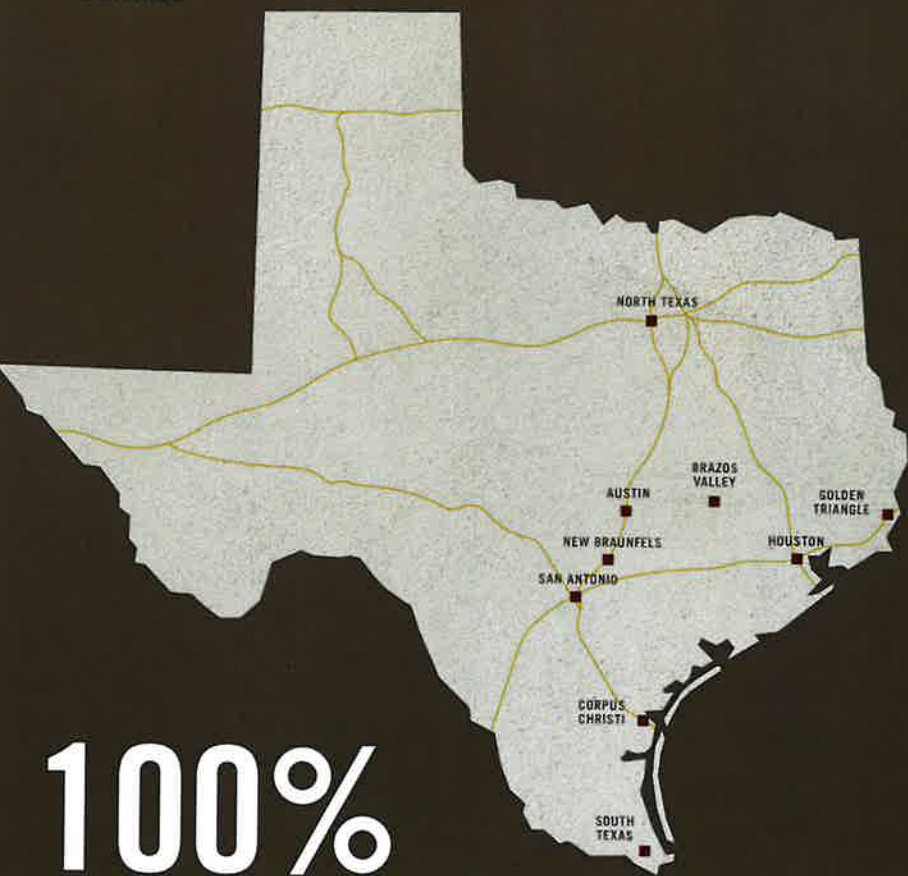 NORTH TEXAS
BRAZOS
VALLEY
AUSTIN
GOLDEN
TRIANGLE
NEW BRAUNFELS
HOUSTON
SAN ANTONIO
CORPUS
CHRISTI
100%
SOUTH
TEXAS